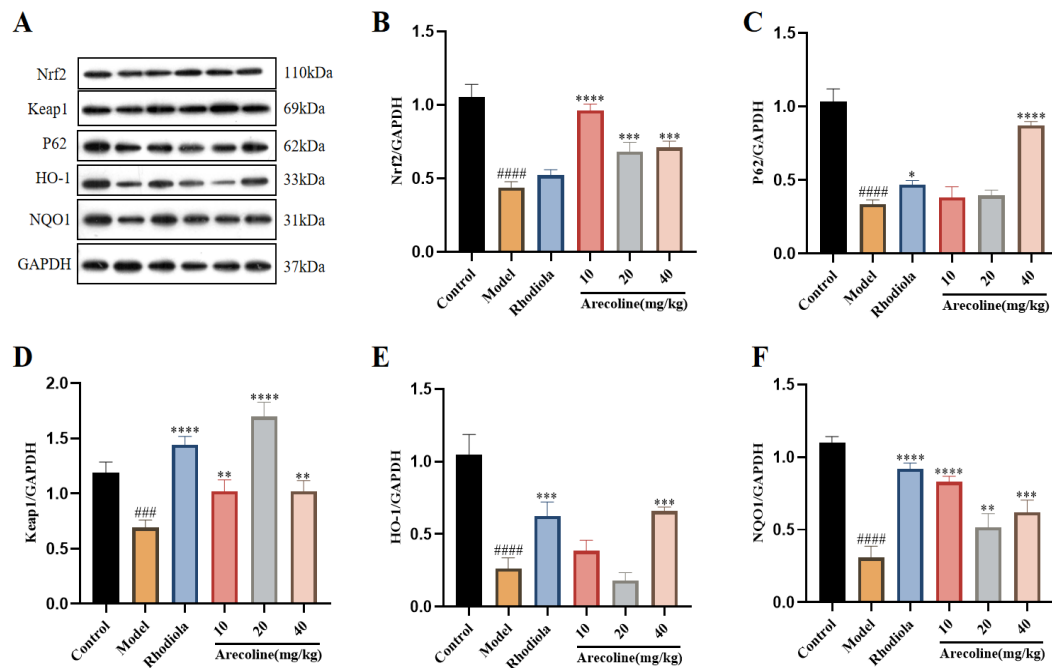 A
Nrf2 110kDa
Keap1 69kDa
P62 62kDa
HO-1 33kDa
NQO1 31kDa
GAPDH 37kDa
B
Nrf2/GAPDH
1.5
1.0
0.5
0.0
####
****
***
***
Control
Model
Rhodiola
10
20
40
Arecoline(mg/kg)
C
P62/GAPDH
1.5
1.0
0.5
0.0
####
*
****
Control
Model
Rhodiola
10
20
40
Arecoline(mg/kg)
D
Keap1/GAPDH
2.0
1.5
1.0
0.5
0.0
###
****
**
****
**
Control
Model
Rhodiola
10
20
40
Arecoline(mg/kg)
E
HO-1/GAPDH
1.5
1.0
0.5
0.0
####
***
***
Control
Model
Rhodiola
10
20
40
Arecoline(mg/kg)
F
NQO1/GAPDH
1.5
1.0
0.5
0.0
####
****
****
**
***
Control
Model
Rhodiola
10
20
40
Arecoline(mg/kg)